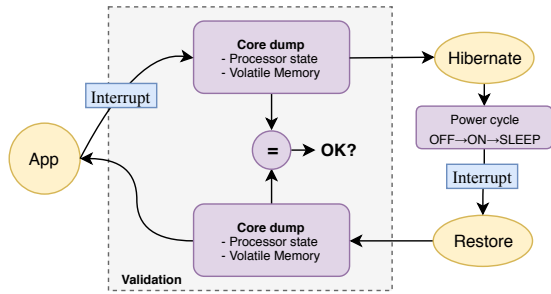 Core dump
- Processor state
- Volatile Memory
Hibernate
Interrupt
Power cycle
OFF→ON→SLEEP
App
=
OK?
Interrupt
Core dump
- Processor state
- Volatile Memory
Restore
Validation